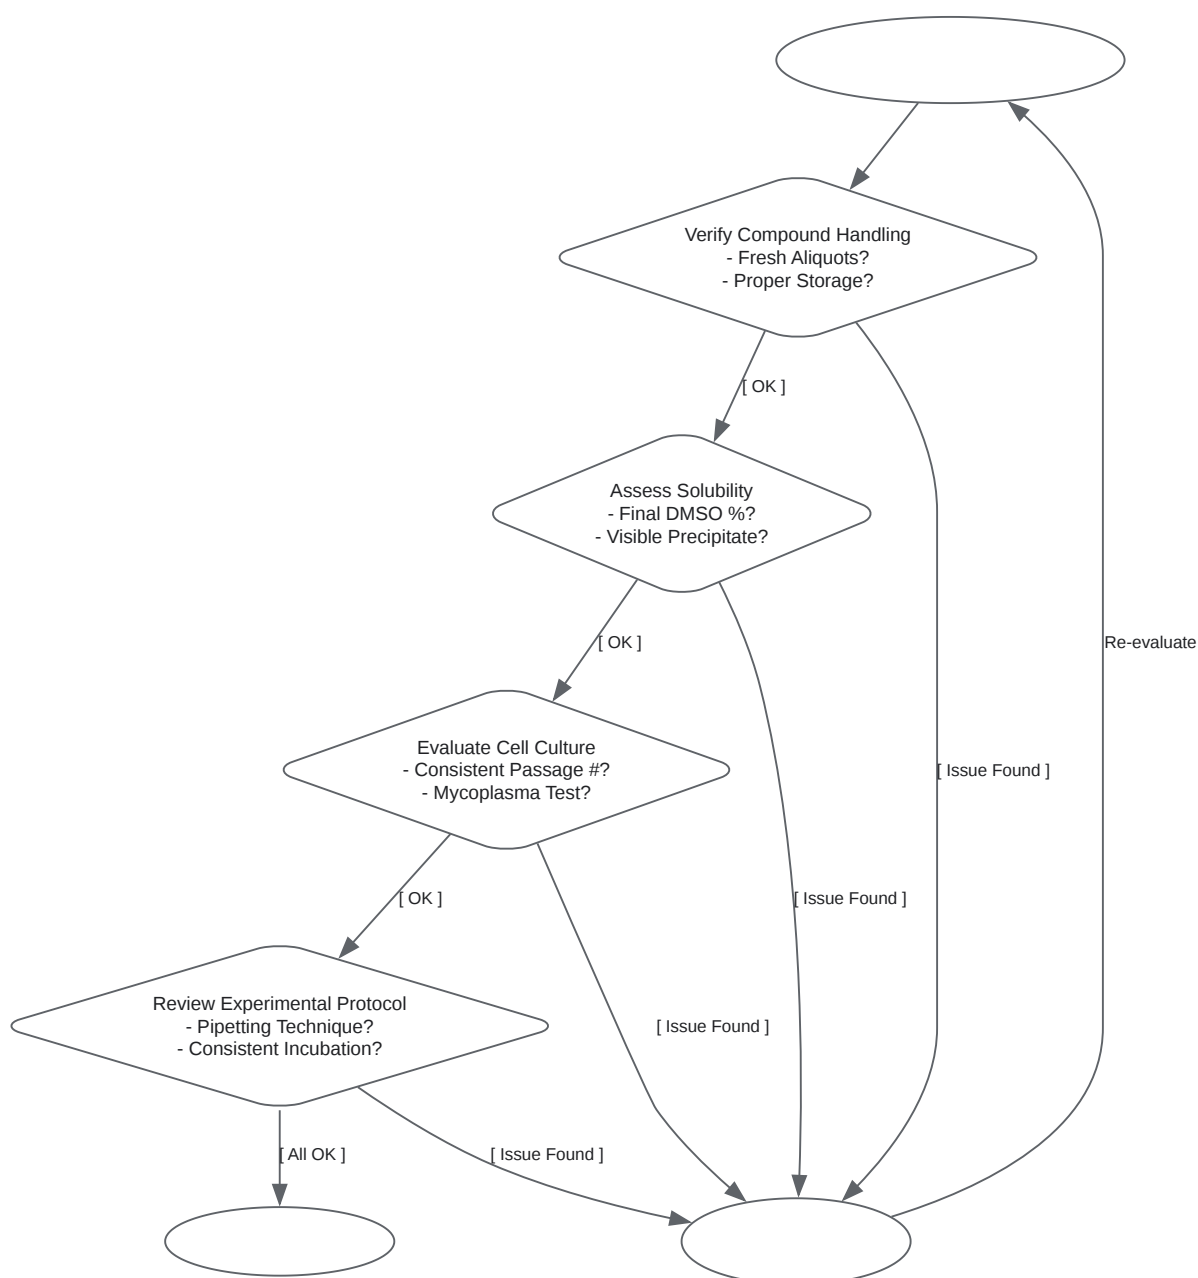 Verify Compound Handling
- Fresh Aliquots?
- Proper Storage?
[ OK ]
Assess Solubility
- Final DMSO %?
- Visible Precipitate?
[ OK ]
Re-evaluate
Evaluate Cell Culture
- Consistent Passage #?
- Mycoplasma Test?
[ Issue Found ]
[ OK ]
[ Issue Found ]
Review Experimental Protocol
- Pipetting Technique?
- Consistent Incubation?
[ Issue Found ]
[ All OK ]
[ Issue Found ]